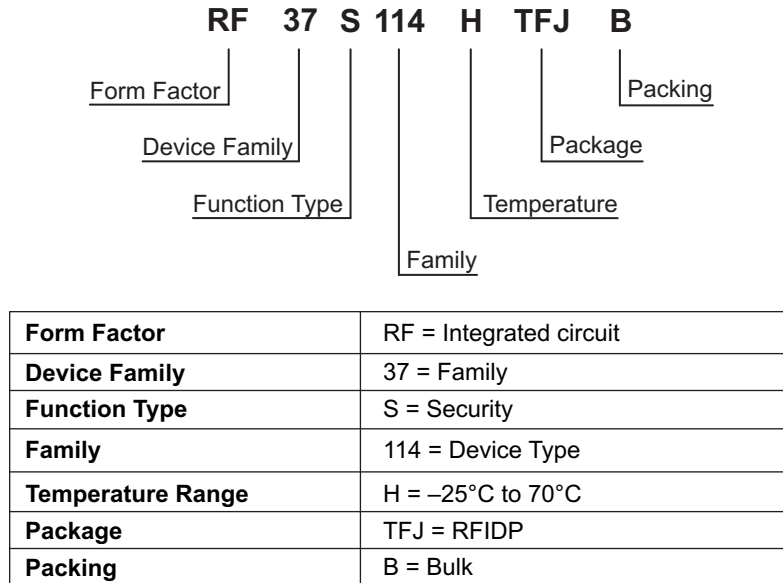 RF 37 S 114 H TFJ B
Form Factor Packing
Device Family Package
Function Type Temperature
Family
Form Factor RF = Integrated circuit
Device Family 37 = Family
Function Type S = Security
Family 114 = Device Type
Temperature Range H = –25°C to 70°C
Package TFJ = RFIDP
Packing B = Bulk